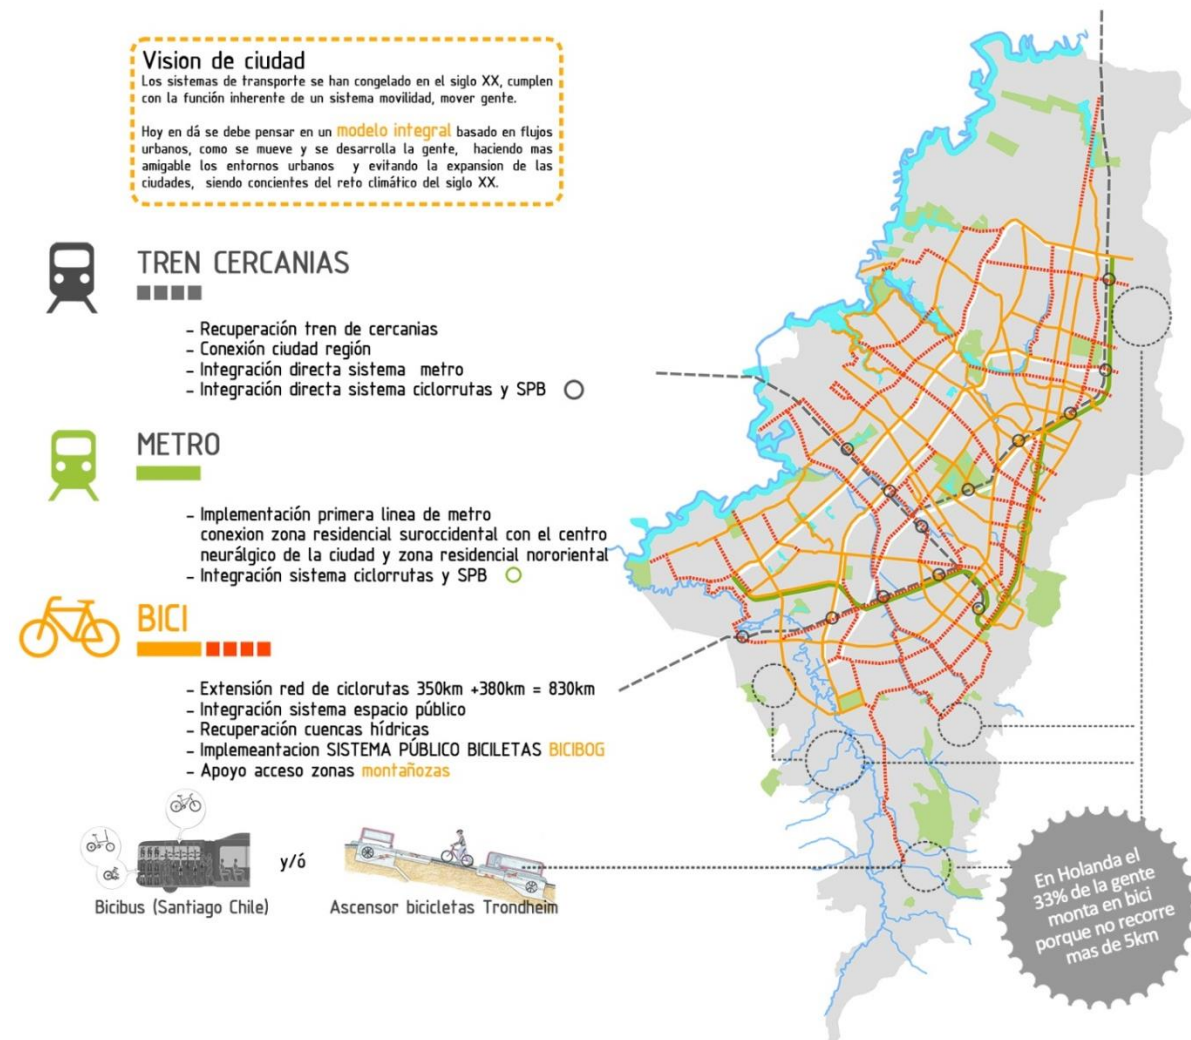 Vision de ciudad
Los sistemas de transporte se han congelado en el siglo XX, cumplen
con la función inherente de un sistema movilidad, mover gente.
Hoy en dá se debe pensar en un modelo integral basado en flujos
urbanos, como se mueve y se desarrolla la gente, haciendo mas
amigable los entornos urbanos y evitando la expansion de las
ciudades, siendo concientes del reto climático del siglo XX.
TREN CERCANIAS
- Recuperación tren de cercanias
- Conexión ciudad región
- Integración directa sistema metro
- Integración directa sistema ciclorrutas y SPB
METRO
- Implementación primera linea de metro
conexion zona residencial suroccidental con el centro
neurálgico de la ciudad y zona residencial nororiental
- Integración sistema ciclorrutas y SPB
BICI
- Extensión red de ciclorutas 350km +380km = 830km
- Integración sistema espacio público
- Recuperación cuencas hídricas
- Implemeantacion SISTEMA PÚBLICO BICILETAS BICIBOG
- Apoyo acceso zonas montañozas
y/ó
Bicibus (Santiago Chile)
Ascensor bicicletas Trondheim
En Holanda el
33% de la gente
monta en bici
porque no recorre
mas de 5km